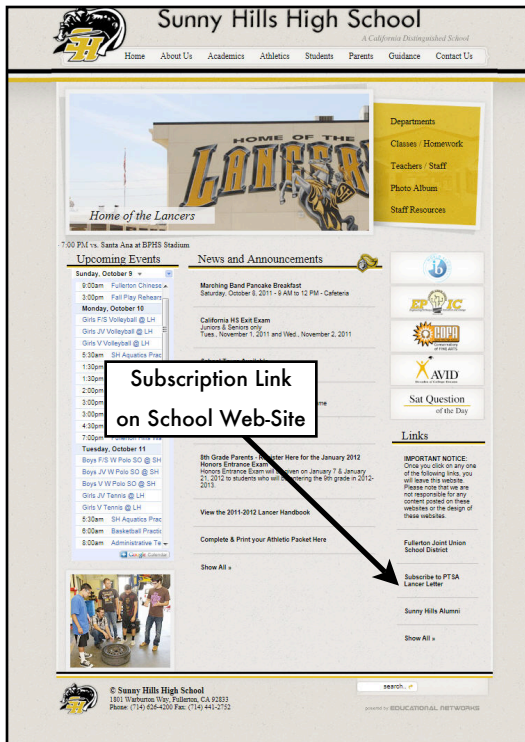 Sunny Hills High School
A California Distinguished School
SH
Home About Us Academics Athletics Students Parents Guidance Contact Us
HOME OF THE
LANCERS
Home of the Lancers
Departments
Classes / Homework
Teachers / Staff
Photo Album
Staff Resources
7:00 PM vs. Santa Ana at BPHS Stadium
Upcoming Events
Sunday, October 9
9:00am Fullerton Chinese
3:00pm Fall Play Rehears
Monday, October 10
Girls F/S Volleyball @ LH
Girls JV Volleyball @ LH
Girls V Volleyball @ LH
5:30am SH Aquatics Prac
1:30pm
1:30pm
2:00pm
3:00pm
3:00pm
4:30pm
7:00pm
Tuesday, October 11
Boys F/S W Polo SO @ SH
Boys JV W Polo SO @ SH
Boys V W Polo SO @ SH
Girls JV Tennis @ LH
Girls V Tennis @ LH
5:30am SH Aquatics Prac
6:00am Basketball Practic
8:00am Administrative Te
Google Calendar
News and Announcements
Marching Band Pancake Breakfast
Saturday, October 8, 2011 - 9 AM to 12 PM - Cafeteria
California HS Exit Exam
Juniors & Seniors only
Tues., November 1, 2011 and Wed., November 2, 2011
Subscription Link
on School Web-Site
8th Grade Parents - Register Here for the January 2012
Honors Entrance Exam
Honors Entrance Exam will be given on January 7 & January
21, 2012 to students who will be entering the 9th grade in 2012-
2013.
View the 2011-2012 Lancer Handbook
Complete & Print your Athletic Packet Here
Show All »
EPIC
COFA
Conservatory
of FINE ARTS
AVID
Sat Question
of the Day
Links
IMPORTANT NOTICE:
Once you click on any one
of the following links, you
will leave this website.
Please note that we are
not responsible for any
content posted on these
websites or the design of
these websites.
Fullerton Joint Union
School District
Subscribe to PTSA
Lancer Letter
Sunny Hills Alumni
Show All »
search..
© Sunny Hills High School
1801 Warburton Way, Fullerton, CA 92833
Phone: (714) 626-4200 Fax: (714) 441-2752
powered by EDUCATIONAL NETWORKS